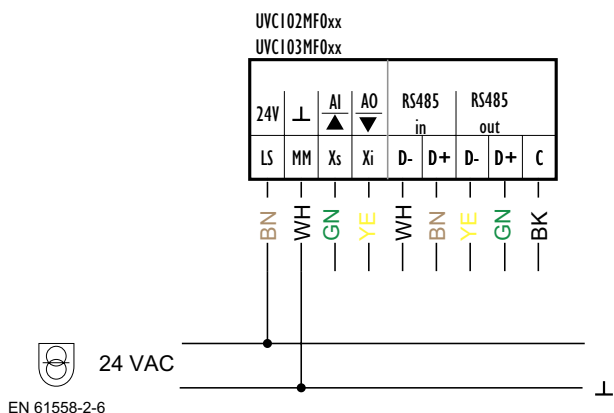 UVC102MF0xx
UVC103MF0xx
24V ⊥ AI AO RS485 in RS485 out
LS MM Xs Xi D- D+ D- D+ C
BN WH GN YE WH BN YE GN BK
24 VAC
⊥
EN 61558-2-6